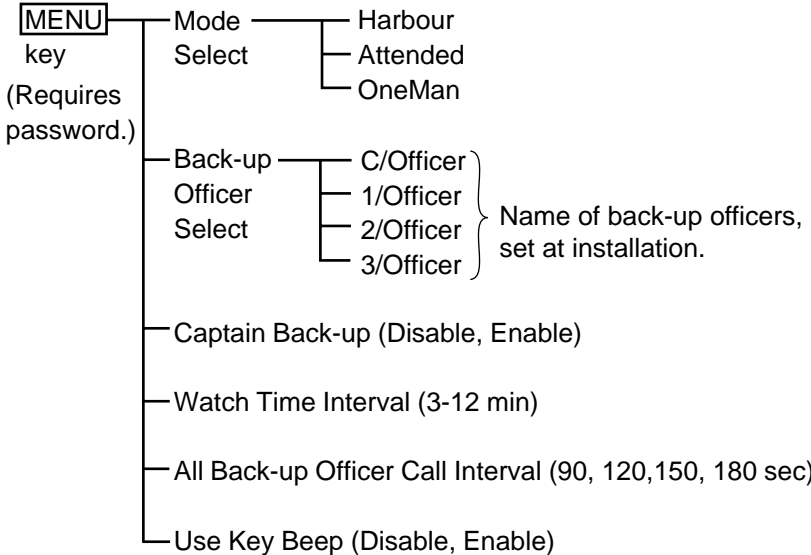 MENU
key
(Requires
password.)
Mode
Select
Harbour
Attended
OneMan
Back-up
Officer
Select
C/Officer
1/Officer
2/Officer
3/Officer
Name of back-up officers,
set at installation.
Captain Back-up (Disable, Enable)
Watch Time Interval (3-12 min)
All Back-up Officer Call Interval (90, 120,150, 180 sec)
Use Key Beep (Disable, Enable)